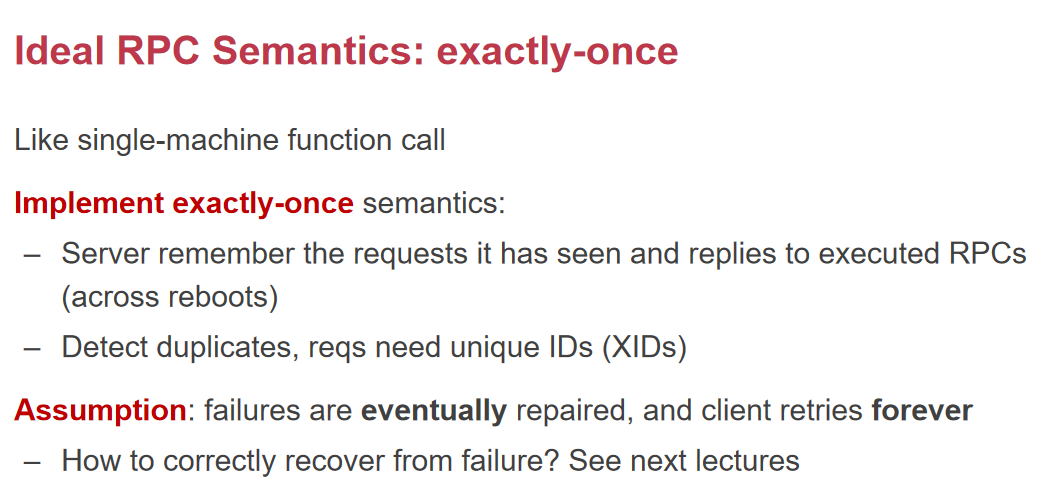 Ideal RPC Semantics: exactly-once
Like single-machine function call
Implement exactly-once semantics:
– Server remember the requests it has seen and replies to executed RPCs
(across reboots)
– Detect duplicates, reqs need unique IDs (XIDs)
Assumption: failures are eventually repaired, and client retries forever
– How to correctly recover from failure? See next lectures